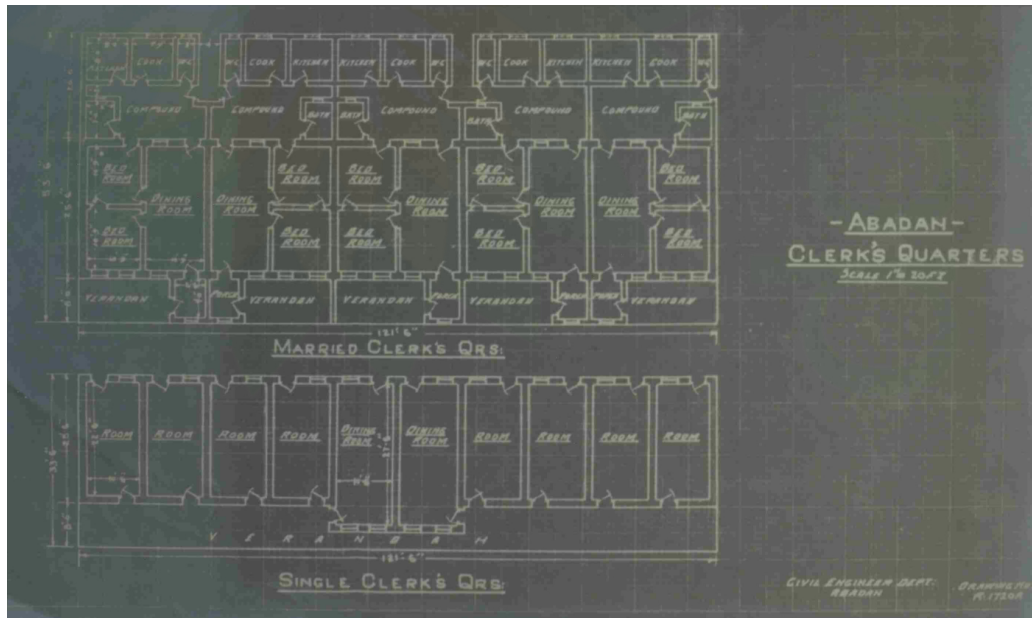 COOK W.C. W.C. COOK KITCHEN KITCHEN COOK W.C. W.C. COOK KITCHEN KITCHEN COOK W.C.
COMPOUND COMPOUND BATH BATH COMPOUND BATH COMPOUND COMPOUND BATH
BED ROOM DINING ROOM DINING ROOM BED ROOM BED ROOM DINING ROOM BED ROOM DINING ROOM DINING ROOM BED ROOM
BED ROOM BED ROOM BED ROOM BED ROOM BED ROOM
VERANDAH PORCH VERANDAH VERANDAH PORCH VERANDAH PORCH PORCH VERANDAH
121'-6"
MARRIED CLERK'S QRS:
- ABADAN -
CLERK'S QUARTERS
SCALE 1" = 20FT
ROOM ROOM ROOM ROOM DINING ROOM DINING ROOM ROOM ROOM ROOM ROOM
33'-6"
VERANDAH
121'-6"
SINGLE CLERK'S QRS:
CIVIL ENGINEER DEPT:
ABADAN